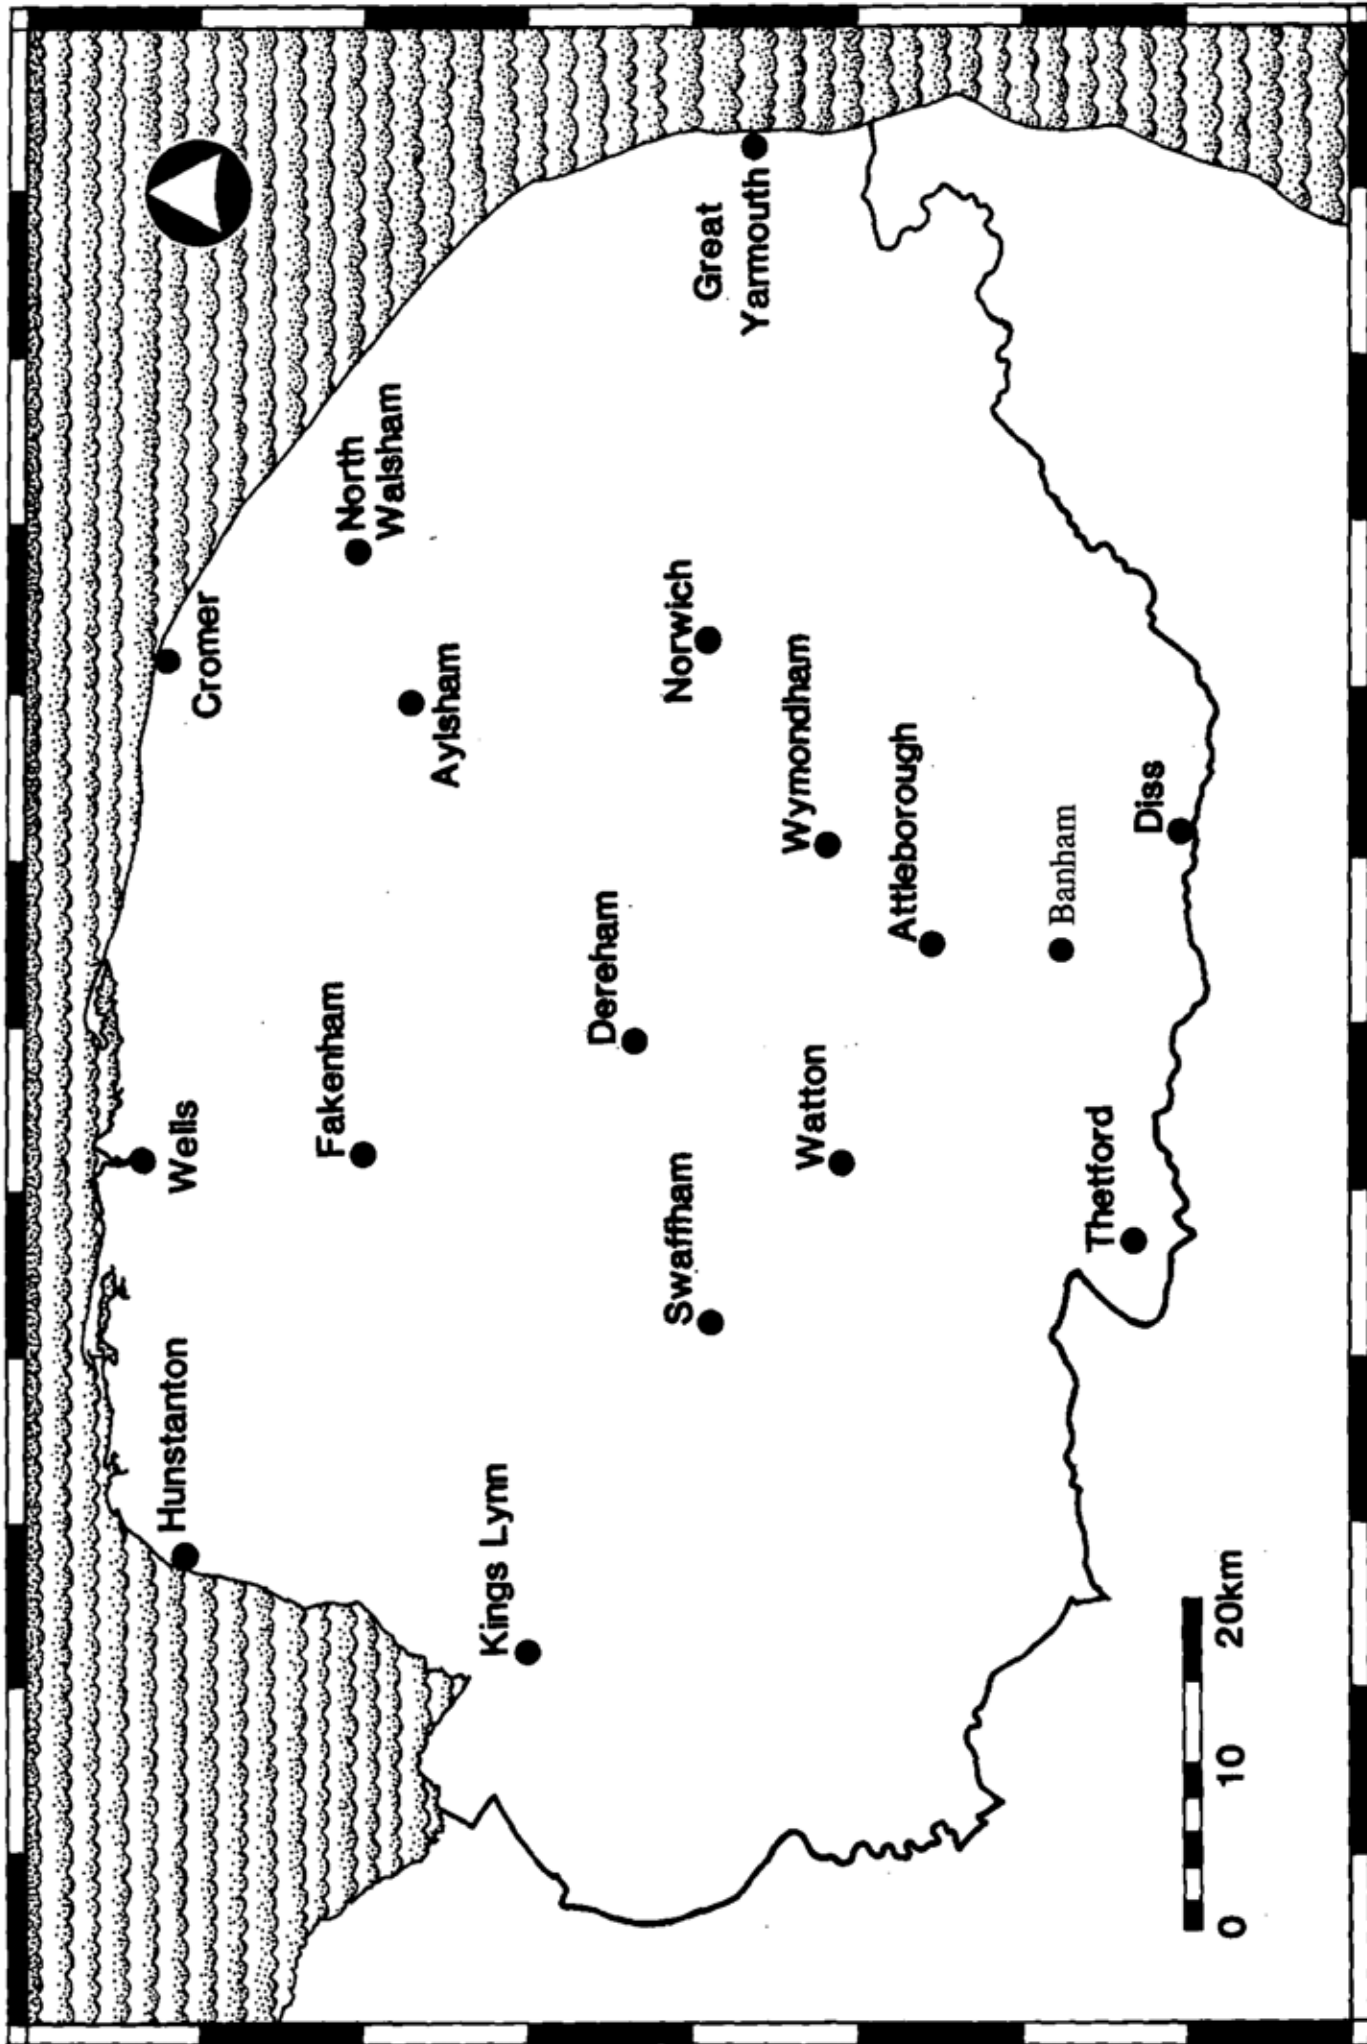 Hunstanton
Wells
Cromer
Fakenham
North
Walsham
Aylsham
Kings Lynn
Dereham
Swaffham
Norwich
Great
Yarmouth
Watton
Wymondham
Attleborough
Banham
Thetford
Diss
0 10 20km